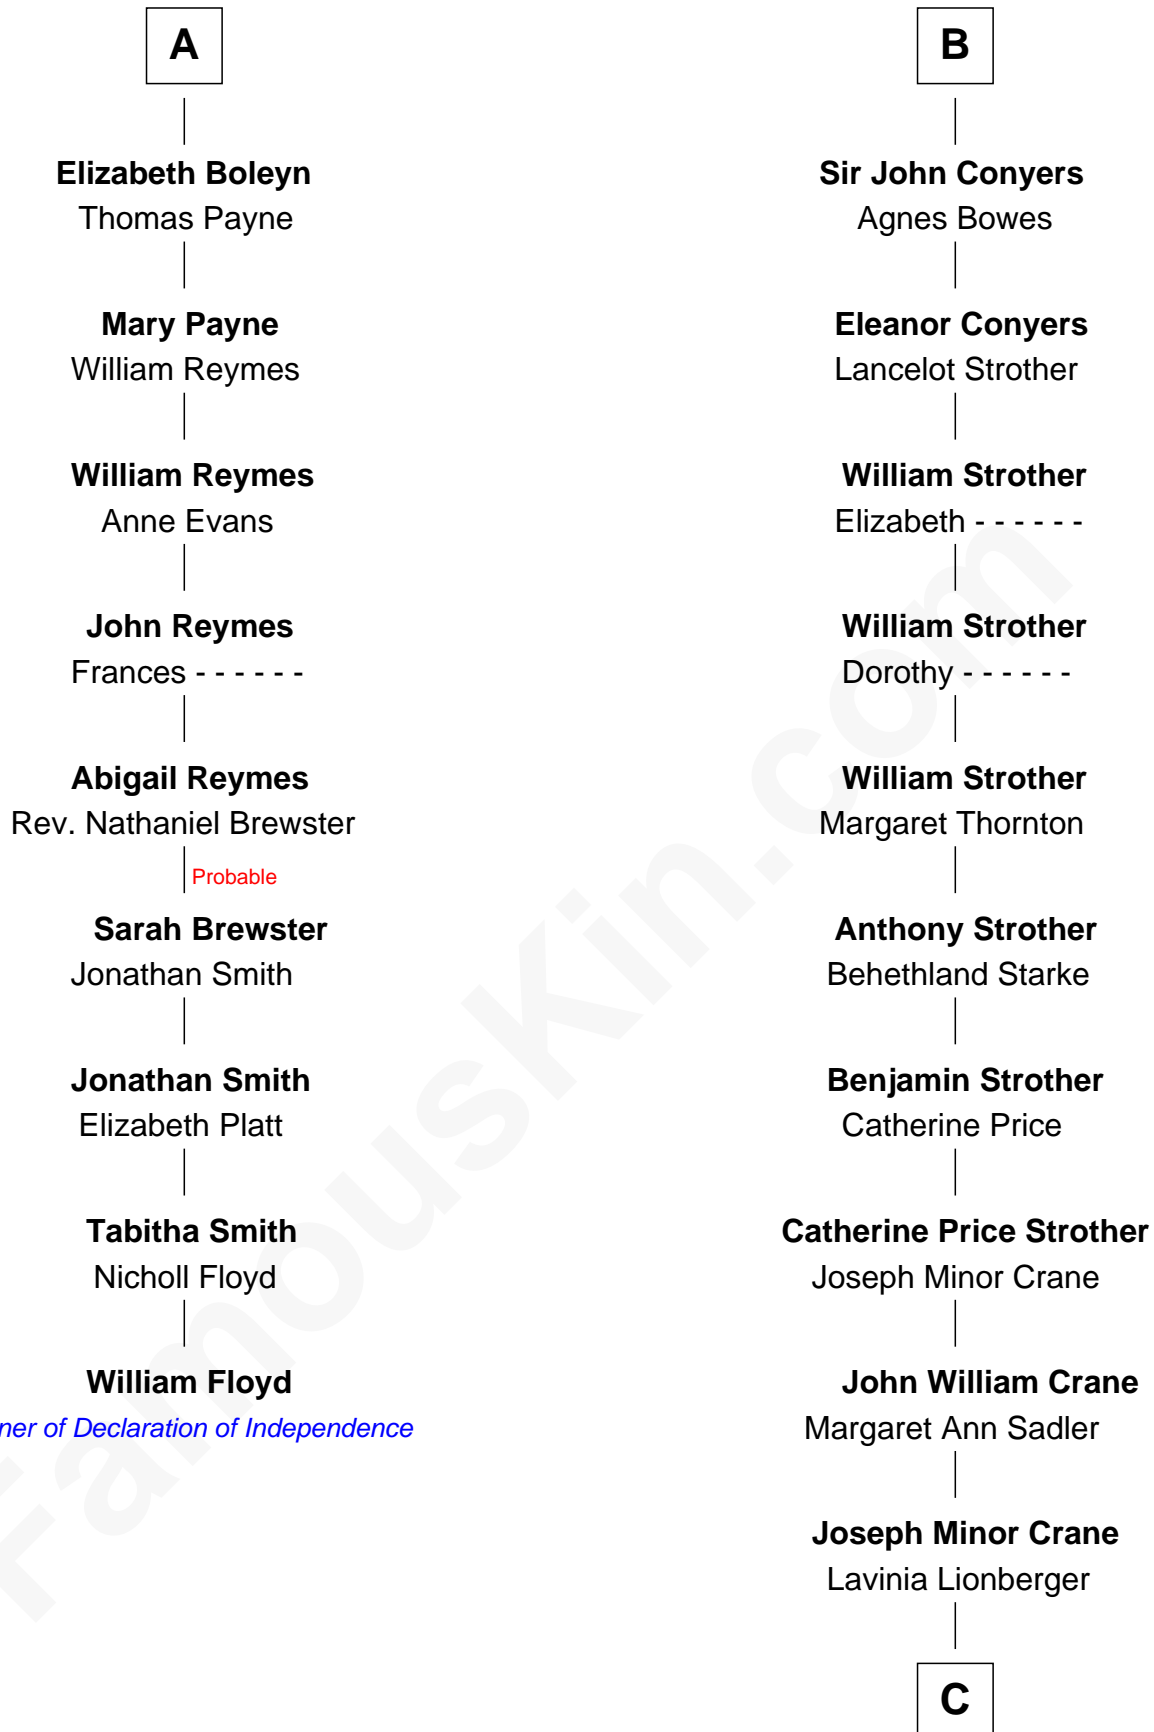 A
Elizabeth Boleyn
Thomas Payne
Mary Payne
William Reymes
William Reymes
Anne Evans
John Reymes
Frances - - - - - -
Abigail Reymes
Rev. Nathaniel Brewster
Probable
Sarah Brewster
Jonathan Smith
Jonathan Smith
Elizabeth Platt
Tabitha Smith
Nicholl Floyd
William Floyd
ner of Declaration of Independence
B
Sir John Conyers
Agnes Bowes
Eleanor Conyers
Lancelot Strother
William Strother
Elizabeth - - - - - -
William Strother
Dorothy - - - - - -
William Strother
Margaret Thornton
Anthony Strother
Behethland Starke
Benjamin Strother
Catherine Price
Catherine Price Strother
Joseph Minor Crane
John William Crane
Margaret Ann Sadler
Joseph Minor Crane
Lavinia Lionberger
C
FamousKin.com